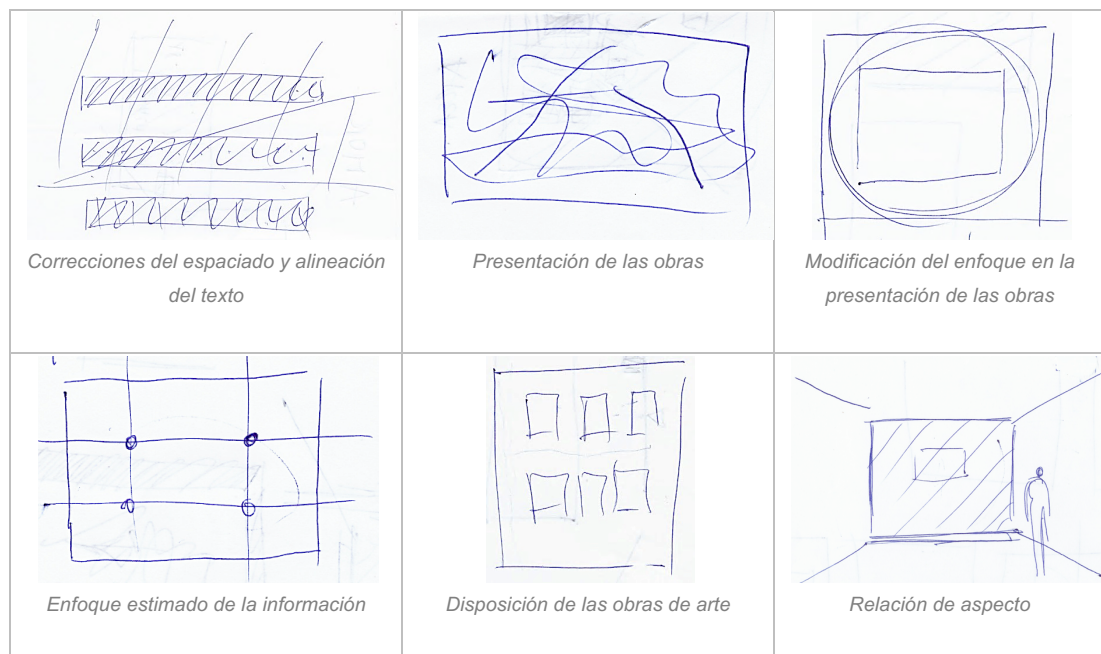 Correcciones del espaciado y alineación
del texto
Presentación de las obras
Modificación del enfoque en la
presentación de las obras
Enfoque estimado de la información
Disposición de las obras de arte
Relación de aspecto